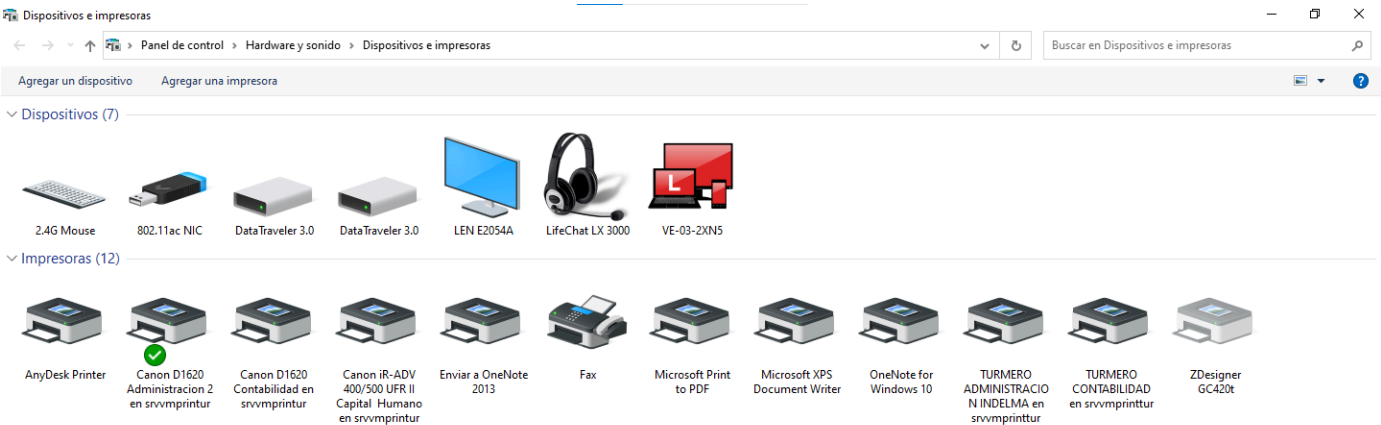 Dispositivos e impresoras
Panel de control › Hardware y sonido › Dispositivos e impresoras
Buscar en Dispositivos e impresoras
Agregar un dispositivo
Agregar una impresora
?
Dispositivos (7)
2.4G Mouse
802.11ac NIC
DataTraveler 3.0
DataTraveler 3.0
LEN E2054A
LifeChat LX 3000
L
VE-03-2XN5
Impresoras (12)
AnyDesk Printer
Canon D1620
Administracion 2
en srvvmprintur
Canon D1620
Contabilidad en
srvvmprintur
Canon iR-ADV
400/500 UFR II
Capital Humano
en srvvmprintur
Enviar a OneNote
2013
Fax
Microsoft Print
to PDF
Microsoft XPS
Document Writer
OneNote for
Windows 10
TURMERO
ADMINISTRACIO
N INDELMA en
srvvmprinttur
TURMERO
CONTABILIDAD
en srvvmprinttur
ZDesigner
GC420t